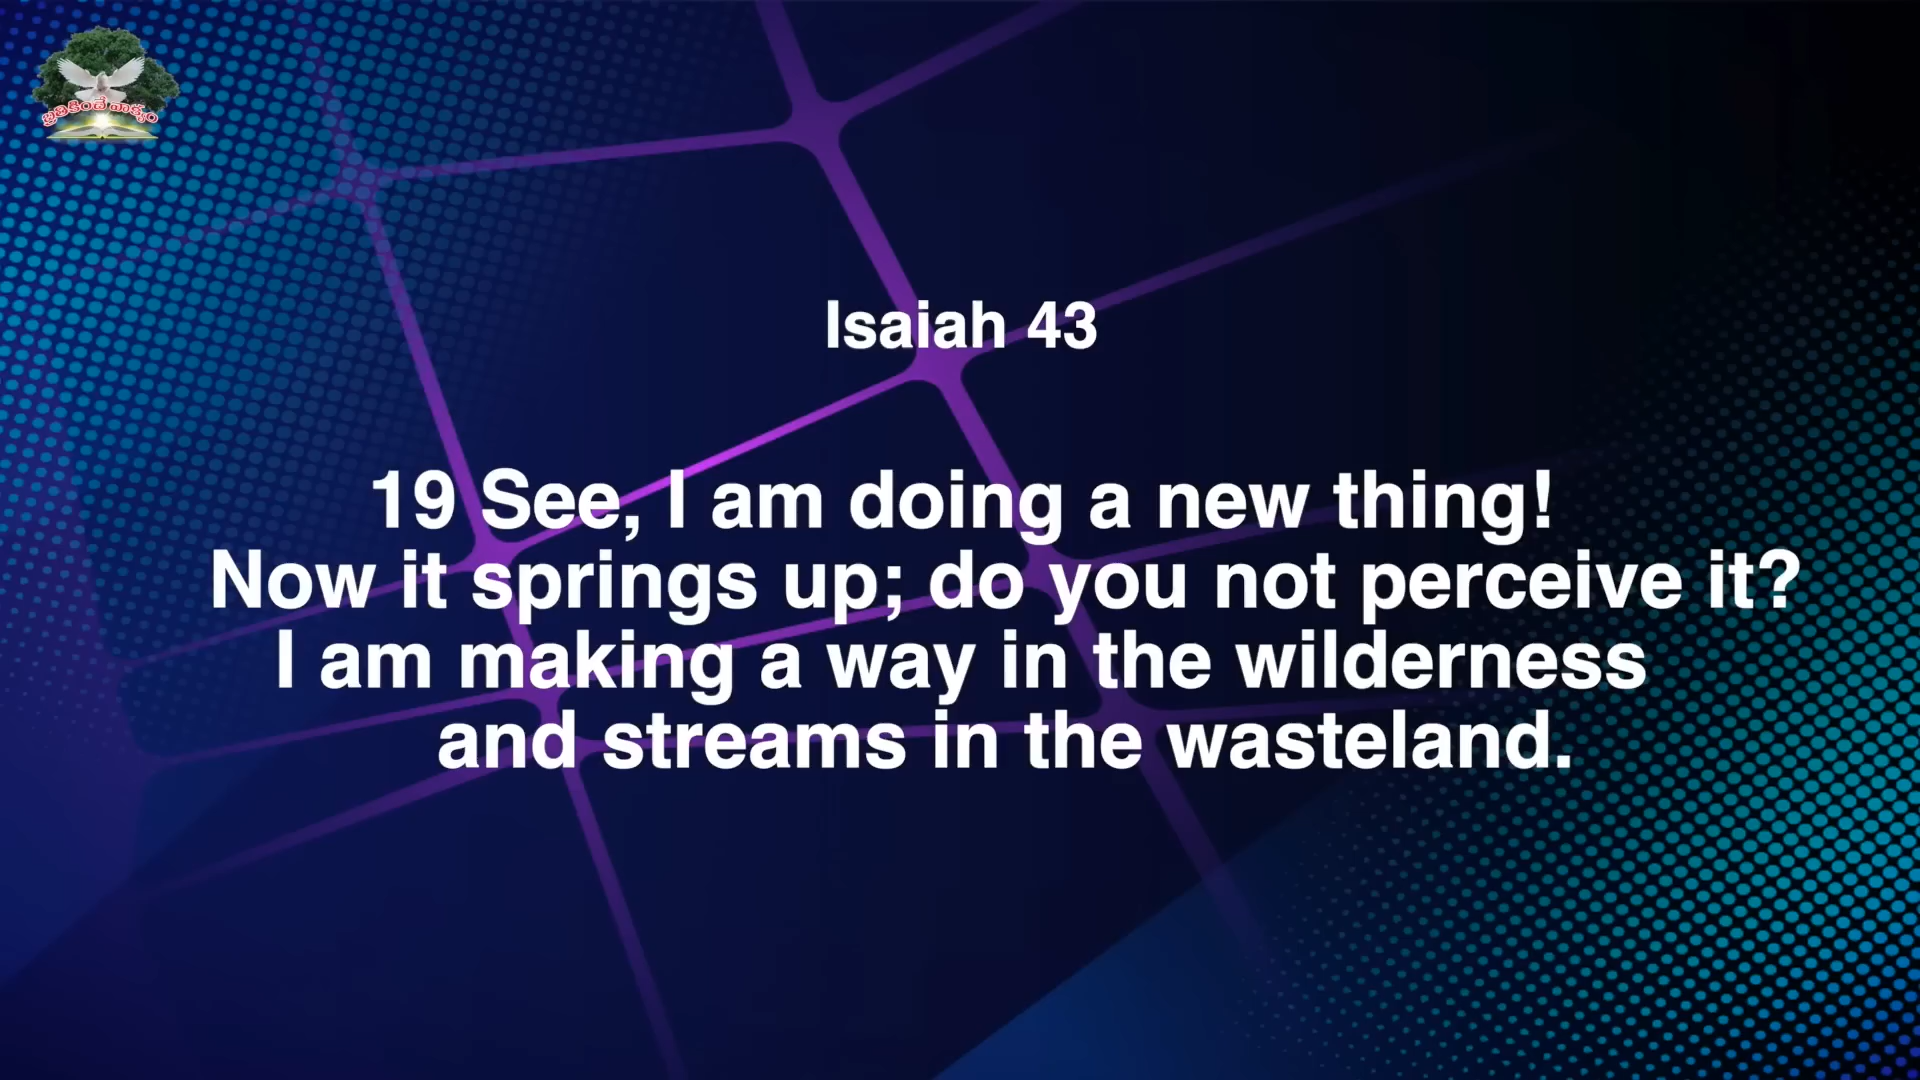 బ్రతికించే వాక్యం
Isaiah 43
19 See, I am doing a new thing!
Now it springs up; do you not perceive it?
I am making a way in the wilderness
and streams in the wasteland.